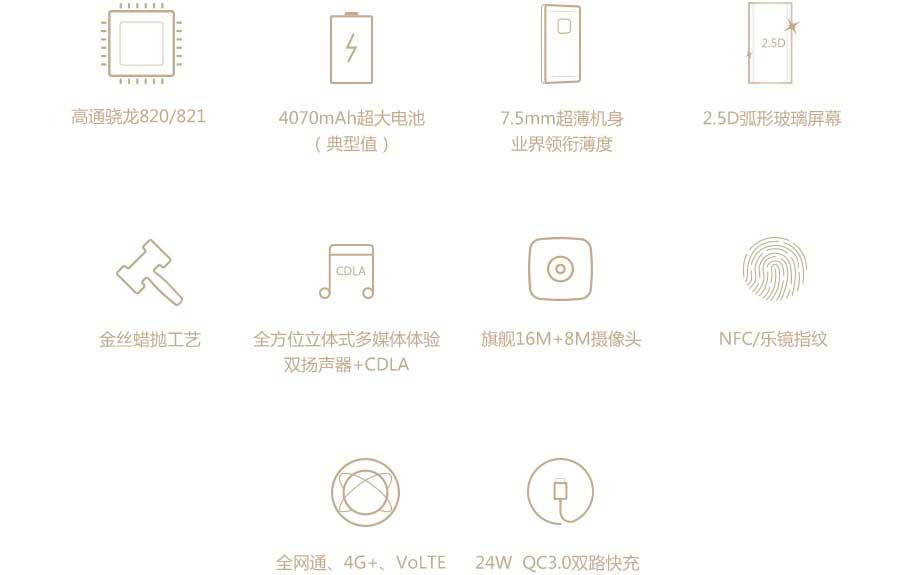 2.5D
高通骁龙820/821
4070mAh超大电池
（典型值）
7.5mm超薄机身
业界领衔薄度
2.5D弧形玻璃屏幕
CDLA
金丝蜡抛工艺
全方位立体式多媒体体验
双扬声器+CDLA
旗舰16M+8M摄像头
NFC/乐镜指纹
全网通、4G+、VoLTE
24W QC3.0双路快充